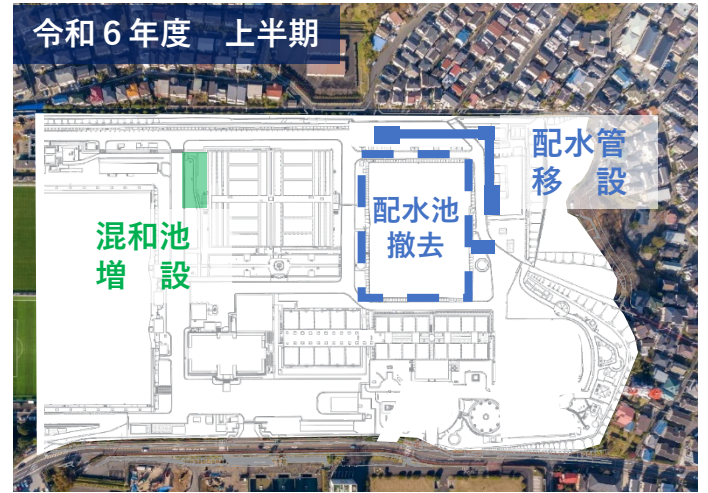 令和６年度　上半期
配水管
移　設
配水池
撤去
混和池
増　設